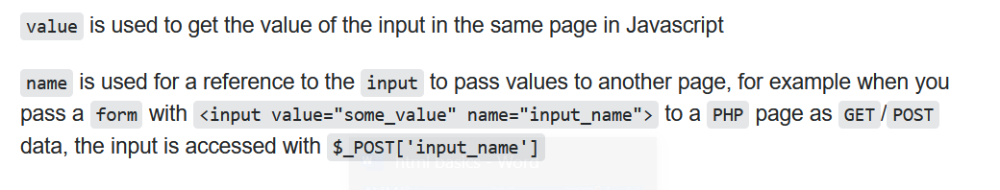 value is used to get the value of the input in the same page in Javascript
name is used for a reference to the input to pass values to another page, for example when you
pass a form with <input value="some_value" name="input_name"> to a PHP page as GET/POST
data, the input is accessed with $_POST['input_name']
html Basics - Word